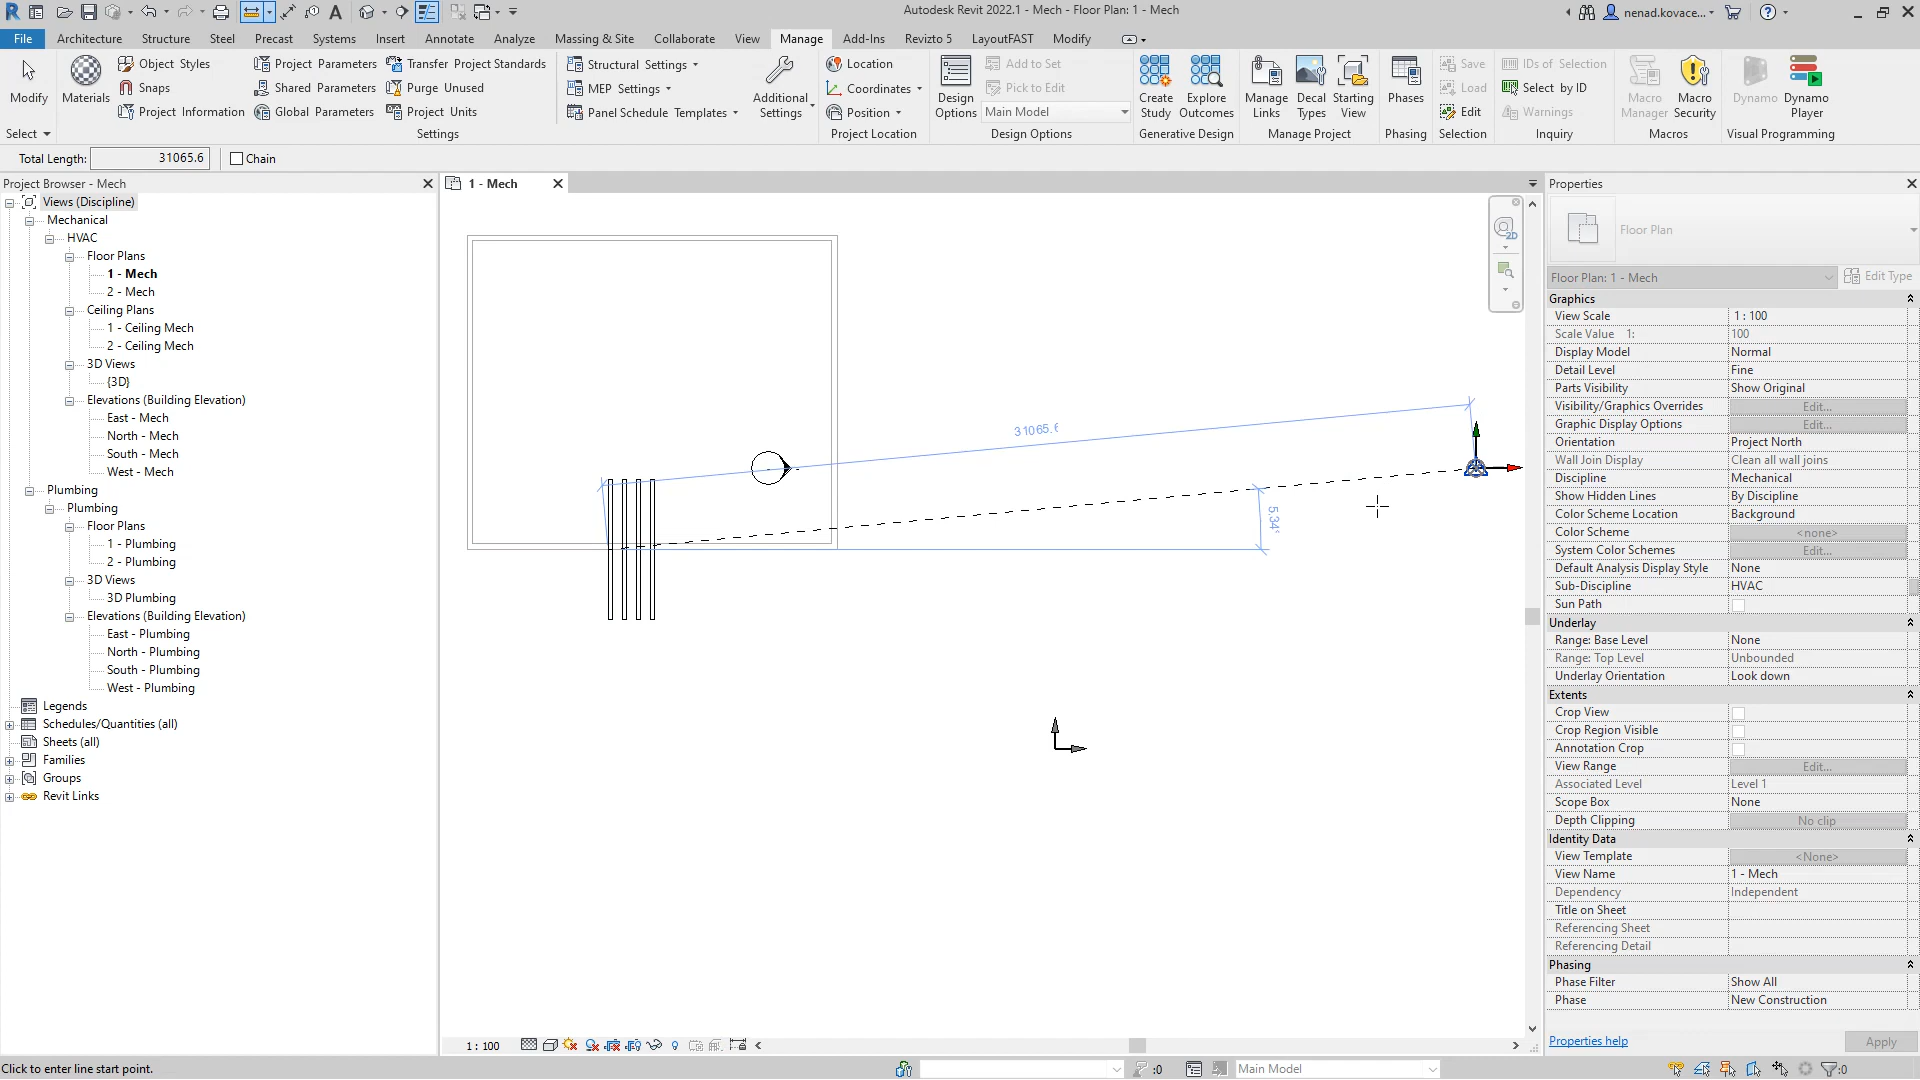 Autodesk Revit 2022.1 - Mech - Floor Plan: 1 - Mech
nenad.kovace...
File Architecture Structure Steel Precast Systems Insert Annotate Analyze Massing & Site Collaborate View Manage Add-Ins Revizto 5 LayoutFAST Modify
Modify
Select
Materials
Object Styles
Snaps
Project Information
Project Parameters
Shared Parameters
Global Parameters
Transfer Project Standards
Purge Unused
Project Units
Settings
Structural Settings
MEP Settings
Panel Schedule Templates
Additional Settings
Location
Coordinates
Position
Project Location
Design Options
Add to Set
Pick to Edit
Main Model
Design Options
Create Study
Explore Outcomes
Generative Design
Manage Links
Decal Types
Starting View
Manage Project
Phases
Phasing
Save
Load
Edit
Selection
IDs of Selection
Select by ID
Warnings
Inquiry
Macro Manager
Macro Security
Macros
Dynamo
Dynamo Player
Visual Programming
Total Length: 31065.6 Chain
Project Browser - Mech
Views (Discipline)
Mechanical
HVAC
Floor Plans
1 - Mech
2 - Mech
Ceiling Plans
1 - Ceiling Mech
2 - Ceiling Mech
3D Views
{3D}
Elevations (Building Elevation)
East - Mech
North - Mech
South - Mech
West - Mech
Plumbing
Plumbing
Floor Plans
1 - Plumbing
2 - Plumbing
3D Views
3D Plumbing
Elevations (Building Elevation)
East - Plumbing
North - Plumbing
South - Plumbing
West - Plumbing
Legends
Schedules/Quantities (all)
Sheets (all)
Families
Groups
Revit Links
1 - Mech
2D
31065.6
5.34°
Properties
Floor Plan
Floor Plan: 1 - Mech Edit Type
Graphics
View Scale 1 : 100
Scale Value 1: 100
Display Model Normal
Detail Level Fine
Parts Visibility Show Original
Visibility/Graphics Overrides Edit...
Graphic Display Options Edit...
Orientation Project North
Wall Join Display Clean all wall joins
Discipline Mechanical
Show Hidden Lines By Discipline
Color Scheme Location Background
Color Scheme <none>
System Color Schemes Edit...
Default Analysis Display Style None
Sub-Discipline HVAC
Sun Path
Underlay
Range: Base Level None
Range: Top Level Unbounded
Underlay Orientation Look down
Extents
Crop View
Crop Region Visible
Annotation Crop
View Range Edit...
Associated Level Level 1
Scope Box None
Depth Clipping No clip
Identity Data
View Template <None>
View Name 1 - Mech
Dependency Independent
Title on Sheet
Referencing Sheet
Referencing Detail
Phasing
Phase Filter Show All
Phase New Construction
Properties help Apply
1 : 100
Click to enter line start point.
:0
Main Model
:0